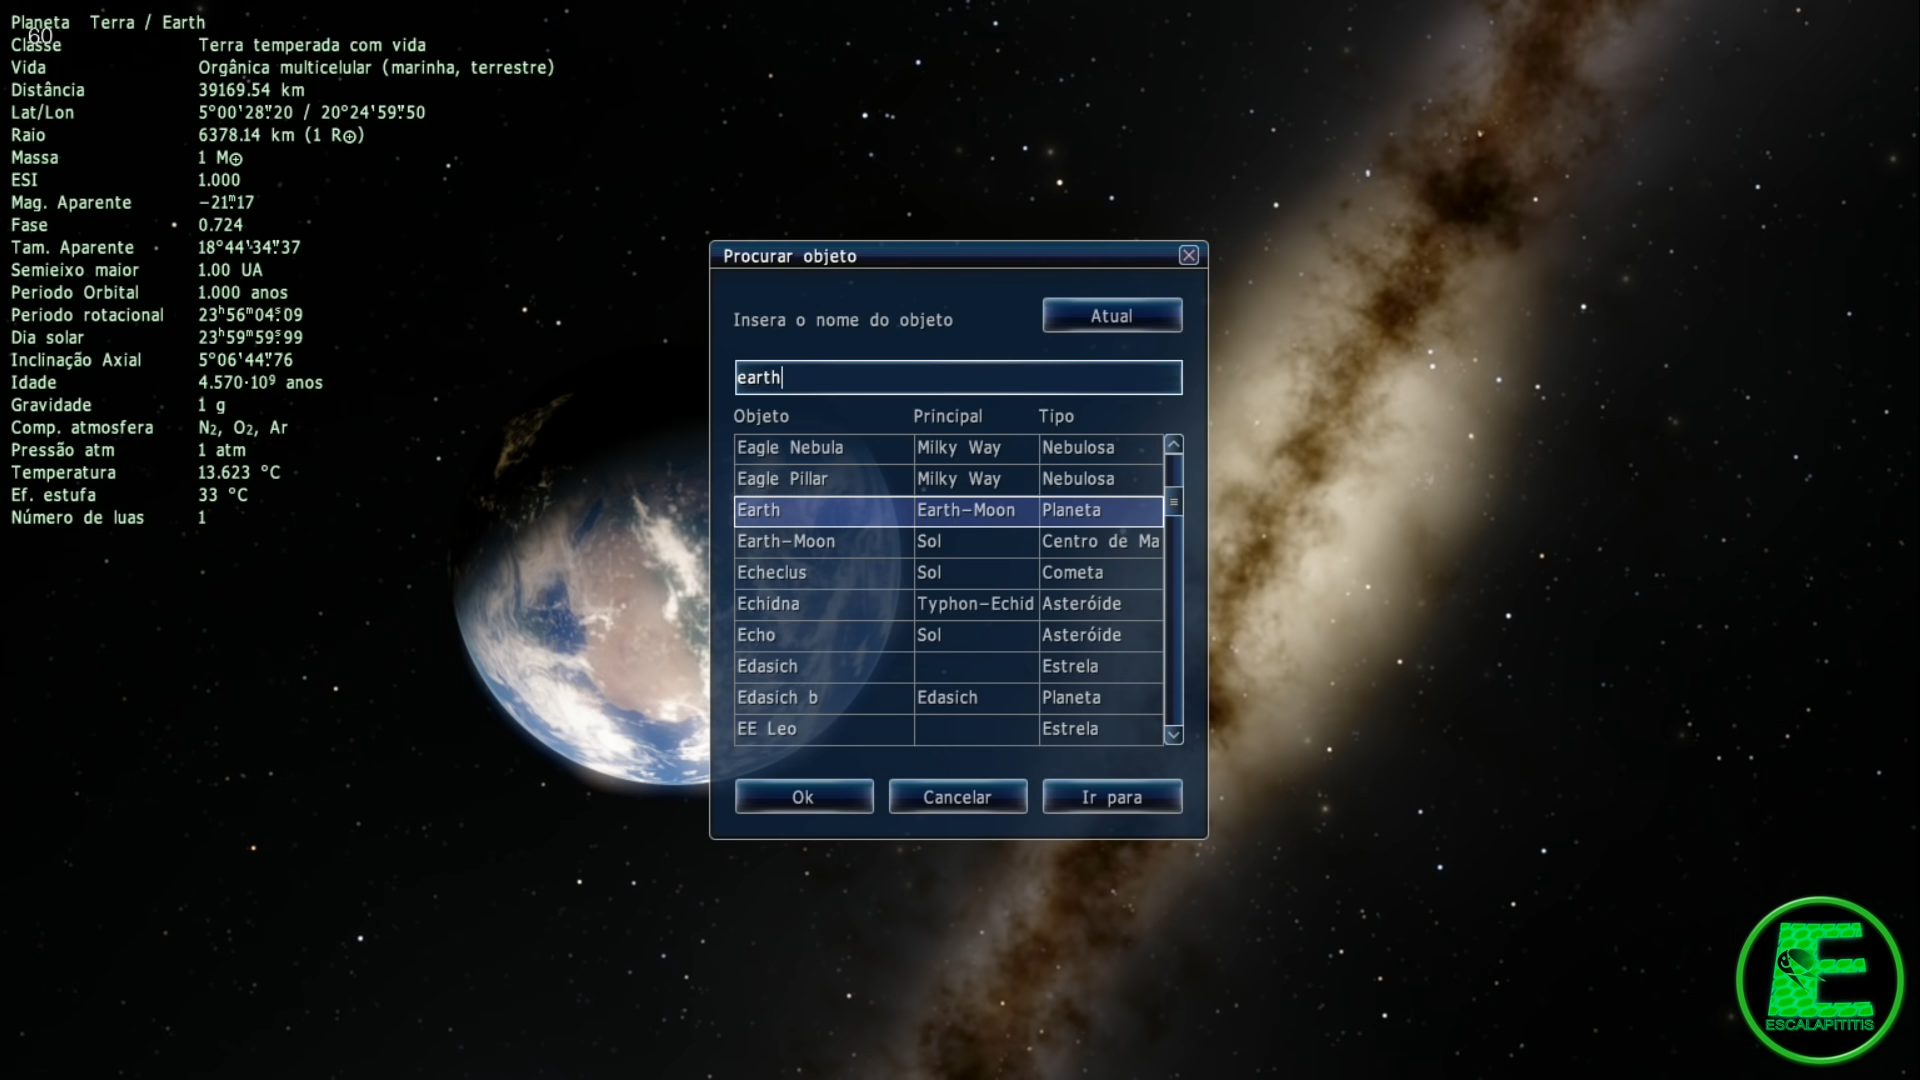 Planeta Terra / Earth
60
Classe Terra temperada com vida
Vida Orgânica multicelular (marinha, terrestre)
Distância 39169.54 km
Lat/Lon 5°00'28."20 / 20°24'59."50
Raio 6378.14 km (1 R⊕)
Massa 1 M⊕
ESI 1.000
Mag. Aparente −21.ᵐ17
Fase 0.724
Tam. Aparente 18°44'34."37
Semieixo maior 1.00 UA
Periodo Orbital 1.000 anos
Periodo rotacional 23ʰ56ᵐ04.ˢ09
Dia solar 23ʰ59ᵐ59.ˢ99
Inclinação Axial 5°06'44."76
Idade 4.570·10⁹ anos
Gravidade 1 g
Comp. atmosfera N₂, O₂, Ar
Pressão atm 1 atm
Temperatura 13.623 °C
Ef. estufa 33 °C
Número de luas 1
Procurar objeto
Insera o nome do objeto Atual
earth
Objeto Principal Tipo
Eagle Nebula Milky Way Nebulosa
Eagle Pillar Milky Way Nebulosa
Earth Earth−Moon Planeta
Earth−Moon Sol Centro de Ma
Echeclus Sol Cometa
Echidna Typhon−Echid Asteróide
Echo Sol Asteróide
Edasich Estrela
Edasich b Edasich Planeta
EE Leo Estrela
Ok Cancelar Ir para
E
ESCALAPITITIS